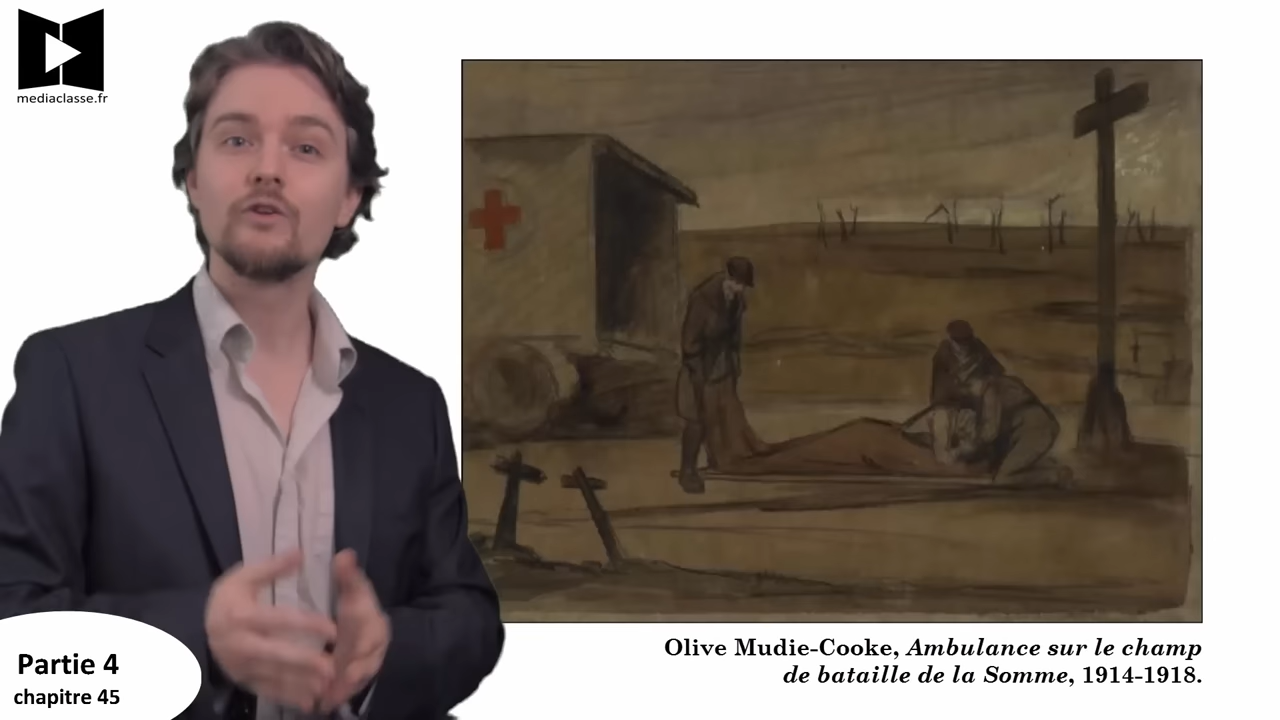 mediaclasse.fr
Olive Mudie-Cooke, Ambulance sur le champ
de bataille de la Somme, 1914-1918.
Partie 4
chapitre 45